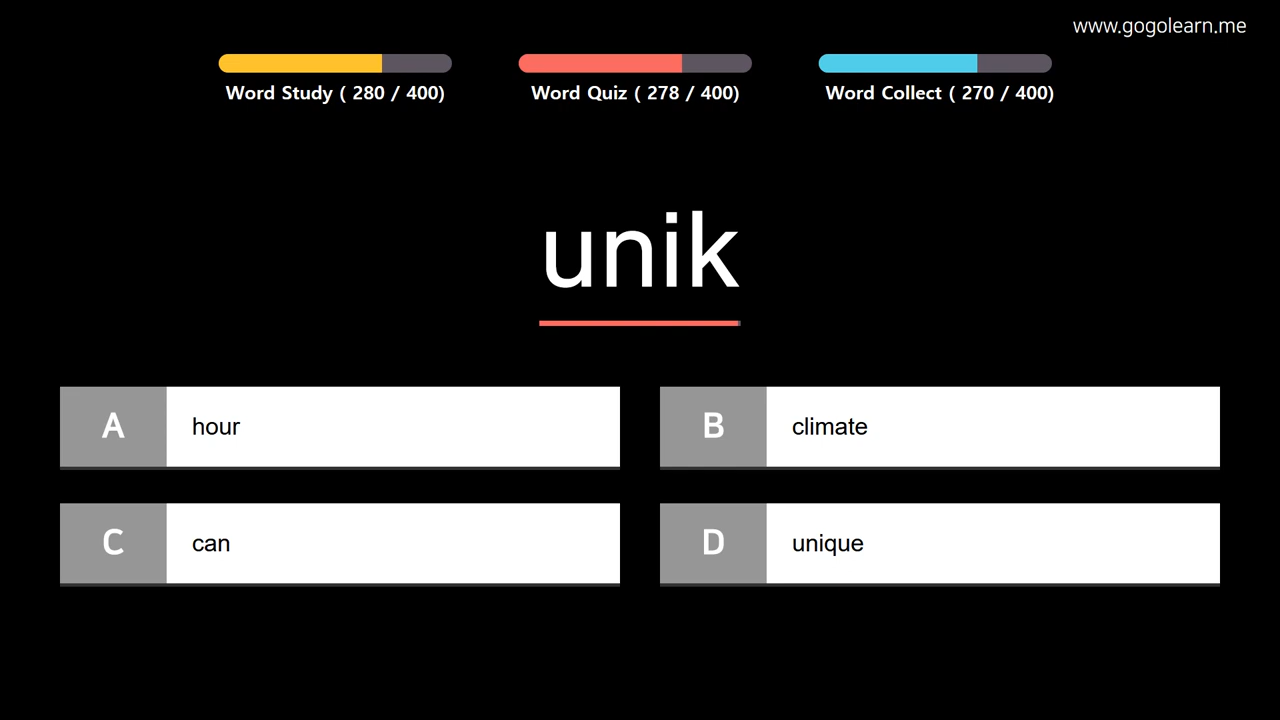 www.gogolearn.me
Word Study ( 280 / 400)
Word Quiz ( 278 / 400)
Word Collect ( 270 / 400)
unik
A hour
B climate
C can
D unique